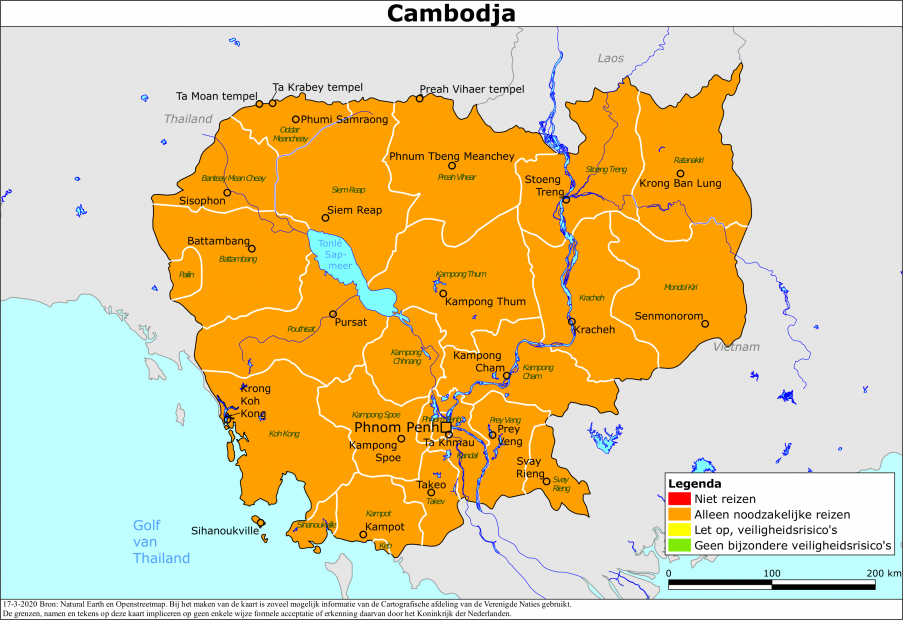 Cambodja
Laos
Ta Krabey tempel
Preah Vihaer tempel
Ta Moan tempel
Thailand
Phumi Samraong
Oddar
Meancheay
Phnum Tbeng Meanchey
Preah Vihear
Stoeng Treng
Ratanakiri
Banteay Mean Cheay
Siem Reap
Stoeng
Treng
Krong Ban Lung
Sisophon
Siem Reap
Battambang
Battambang
Tonlé
Sap-
meer
Pailin
Kampong Thum
Kampong Thum
Kracheh
Mondol Kiri
Pursat
Pouthisat
Kracheh
Senmonorom
Vietnam
Kampong
Chhnang
Kampong
Cham
Kampong
Cham
Krong
Koh
Kong
Koh Kong
Kampong Spoe
Phnom Penh
Prey Veng
Prey
Veng
Ta Khmau
Kandal
Kampong
Spoe
Svay
Rieng
Svay
Rieng
Takeo
Takev
Kampot
Kampot
Sihanoukville
Sihanoukville
Keb
Golf
van
Thailand
Legenda
Niet reizen
Alleen noodzakelijke reizen
Let op, veiligheidsrisico's
Geen bijzondere veiligheidsrisico's
0 100 200 km
17-3-2020 Bron: Natural Earth en Openstreetmap. Bij het maken van de kaart is zoveel mogelijk informatie van de Cartografische afdeling van de Verenigde Naties gebruikt.
De grenzen, namen en tekens op deze kaart impliceren op geen enkele wijze formele acceptatie of erkenning daarvan door het Koninkrijk der Nederlanden.